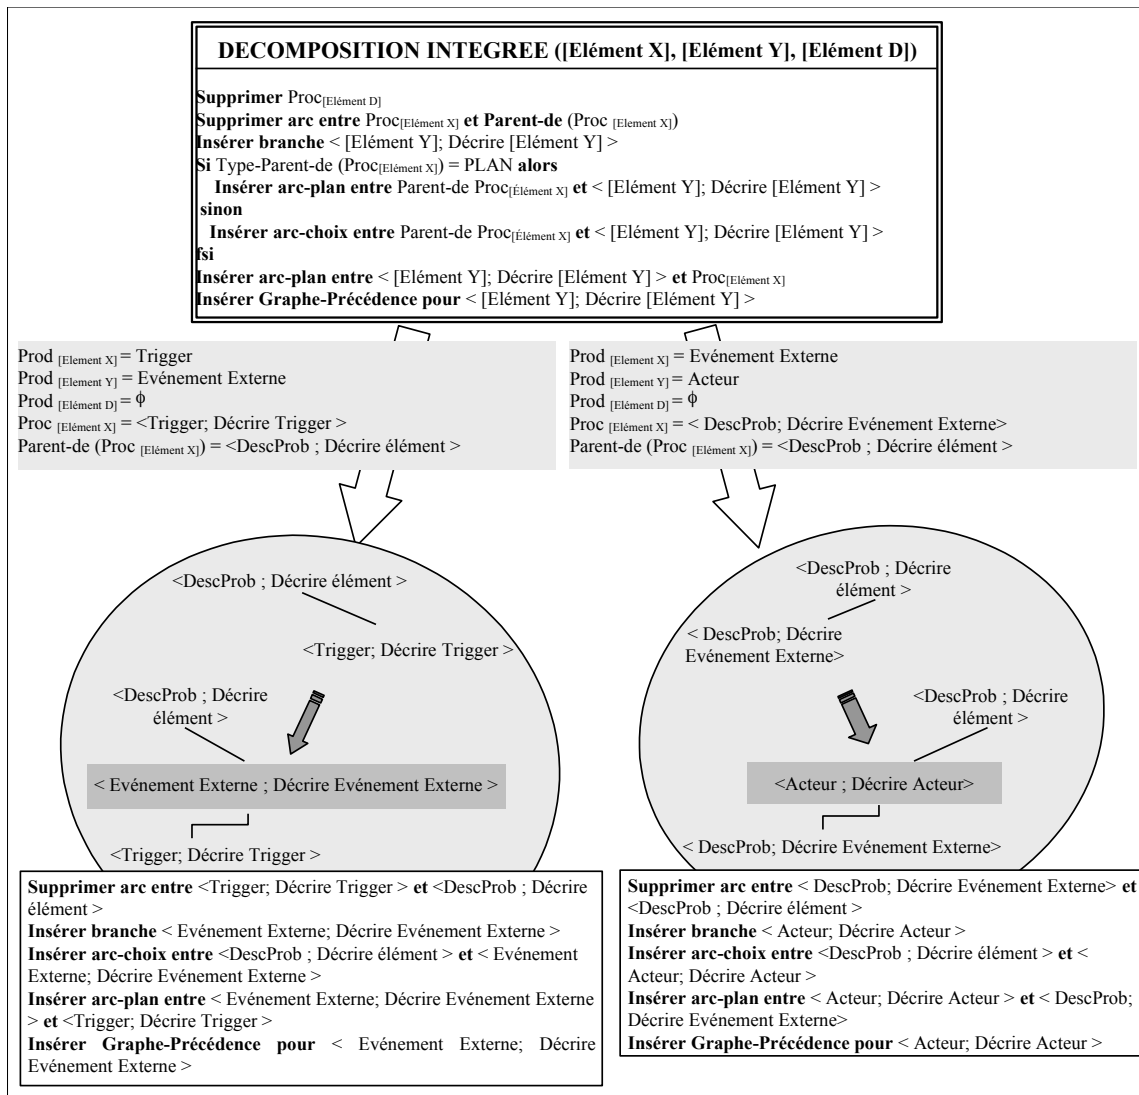 DECOMPOSITION INTEGREE ([Elément X], [Elément Y], [Elément D])
Supprimer Proc[Elément D]
Supprimer arc entre Proc[Elément X] et Parent-de (Proc [Element X])
Insérer branche < [Elément Y]; Décrire [Elément Y] >
Si Type-Parent-de (Proc[Elément X]) = PLAN alors
Insérer arc-plan entre Parent-de Proc[Élément X] et < [Elément Y]; Décrire [Elément Y] >
sinon
Insérer arc-choix entre Parent-de Proc[Élément X] et < [Elément Y]; Décrire [Elément Y] >
fsi
Insérer arc-plan entre < [Elément Y]; Décrire [Elément Y] > et Proc[Elément X]
Insérer Graphe-Précédence pour < [Elément Y]; Décrire [Elément Y] >
Prod [Element X] = Trigger
Prod [Element Y] = Evénement Externe
Prod [Elément D] = ϕ
Proc [Elément X] = <Trigger; Décrire Trigger >
Parent-de (Proc [Elément X]) = <DescProb ; Décrire élément >
Prod [Element X] = Evénement Externe
Prod [Element Y] = Acteur
Prod [Elément D] = ϕ
Proc [Elément X] = < DescProb; Décrire Evénement Externe>
Parent-de (Proc [Elément X]) = <DescProb ; Décrire élément >
<DescProb ; Décrire élément >
<Trigger; Décrire Trigger >
<DescProb ; Décrire
élément >
< Evénement Externe ; Décrire Evénement Externe >
<Trigger; Décrire Trigger >
<DescProb ; Décrire
élément >
< DescProb; Décrire
Evénement Externe>
<DescProb ; Décrire
élément >
<Acteur ; Décrire Acteur>
< DescProb; Décrire Evénement Externe>
Supprimer arc entre <Trigger; Décrire Trigger > et <DescProb ; Décrire
élément >
Insérer branche < Evénement Externe; Décrire Evénement Externe >
Insérer arc-choix entre <DescProb ; Décrire élément > et < Evénement
Externe; Décrire Evénement Externe >
Insérer arc-plan entre < Evénement Externe; Décrire Evénement Externe
> et <Trigger; Décrire Trigger >
Insérer Graphe-Précédence pour < Evénement Externe; Décrire
Evénement Externe >
Supprimer arc entre < DescProb; Décrire Evénement Externe> et
<DescProb ; Décrire élément >
Insérer branche < Acteur; Décrire Acteur >
Insérer arc-choix entre <DescProb ; Décrire élément > et <
Acteur; Décrire Acteur >
Insérer arc-plan entre < Acteur; Décrire Acteur > et < DescProb;
Décrire Evénement Externe>
Insérer Graphe-Précédence pour < Acteur; Décrire Acteur >